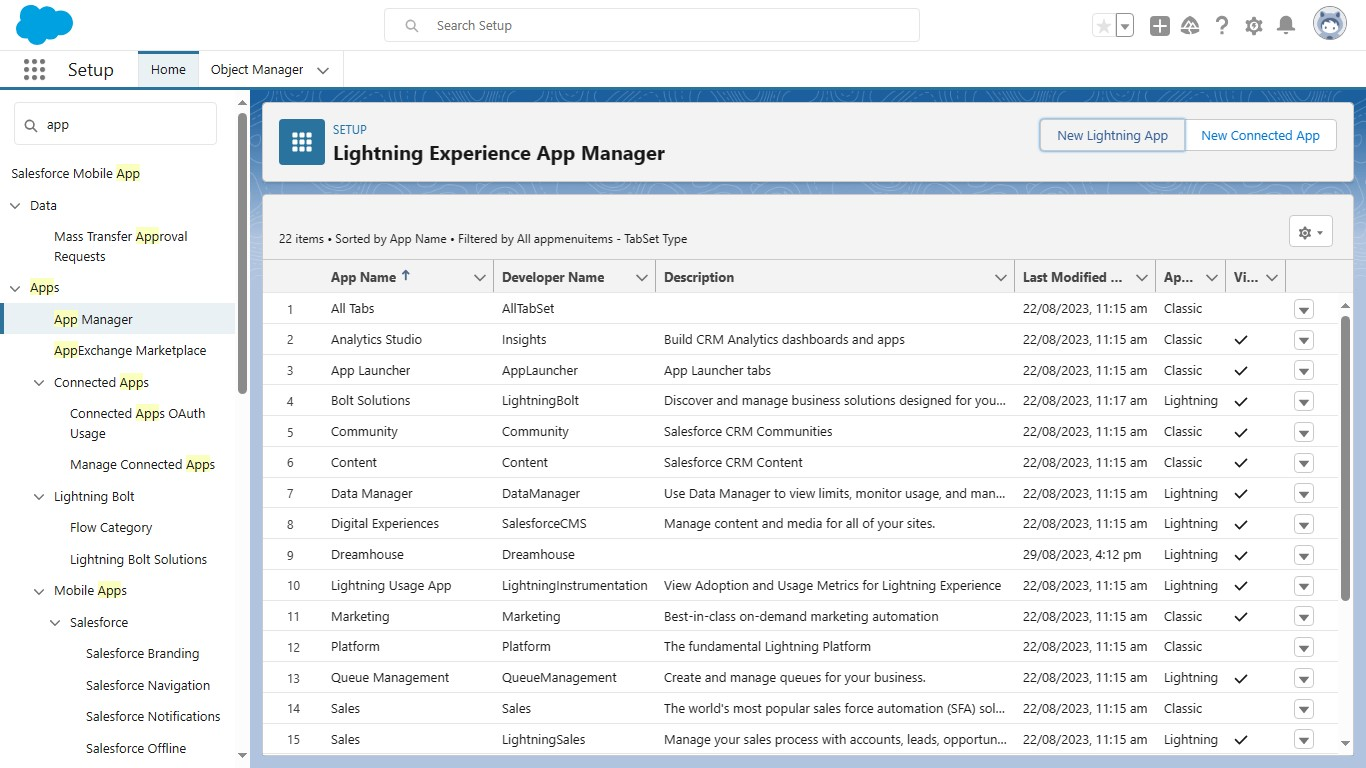 Search Setup
Setup
Home
Object Manager
app
Salesforce Mobile App
Data
Mass Transfer Approval
Requests
Apps
App Manager
AppExchange Marketplace
Connected Apps
Connected Apps OAuth
Usage
Manage Connected Apps
Lightning Bolt
Flow Category
Lightning Bolt Solutions
Mobile Apps
Salesforce
Salesforce Branding
Salesforce Navigation
Salesforce Notifications
Salesforce Offline
SETUP
Lightning Experience App Manager
New Lightning App
New Connected App
22 items • Sorted by App Name • Filtered by All appmenuitems - TabSet Type
App Name Developer Name Description Last Modified ... Ap... Vi...
1 All Tabs AllTabSet 22/08/2023, 11:15 am Classic
2 Analytics Studio Insights Build CRM Analytics dashboards and apps 22/08/2023, 11:15 am Classic
3 App Launcher AppLauncher App Launcher tabs 22/08/2023, 11:15 am Classic
4 Bolt Solutions LightningBolt Discover and manage business solutions designed for you... 22/08/2023, 11:17 am Lightning
5 Community Community Salesforce CRM Communities 22/08/2023, 11:15 am Classic
6 Content Content Salesforce CRM Content 22/08/2023, 11:15 am Classic
7 Data Manager DataManager Use Data Manager to view limits, monitor usage, and man... 22/08/2023, 11:15 am Lightning
8 Digital Experiences SalesforceCMS Manage content and media for all of your sites. 22/08/2023, 11:15 am Lightning
9 Dreamhouse Dreamhouse 29/08/2023, 4:12 pm Lightning
10 Lightning Usage App LightningInstrumentation View Adoption and Usage Metrics for Lightning Experience 22/08/2023, 11:15 am Lightning
11 Marketing Marketing Best-in-class on-demand marketing automation 22/08/2023, 11:15 am Classic
12 Platform Platform The fundamental Lightning Platform 22/08/2023, 11:15 am Classic
13 Queue Management QueueManagement Create and manage queues for your business. 22/08/2023, 11:15 am Lightning
14 Sales Sales The world's most popular sales force automation (SFA) sol... 22/08/2023, 11:15 am Classic
15 Sales LightningSales Manage your sales process with accounts, leads, opportun... 22/08/2023, 11:15 am Lightning